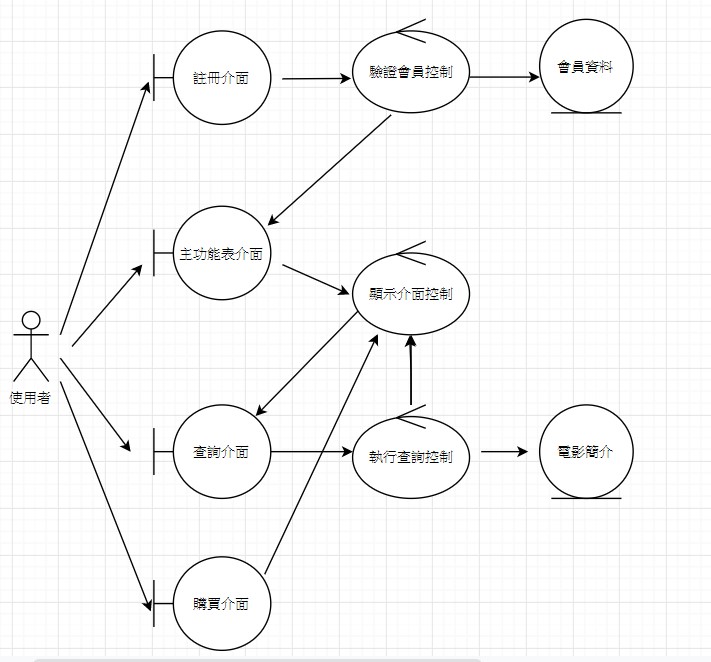 註冊介面
驗證會員控制
會員資料
主功能表介面
顯示介面控制
使用者
查詢介面
執行查詢控制
電影簡介
購買介面